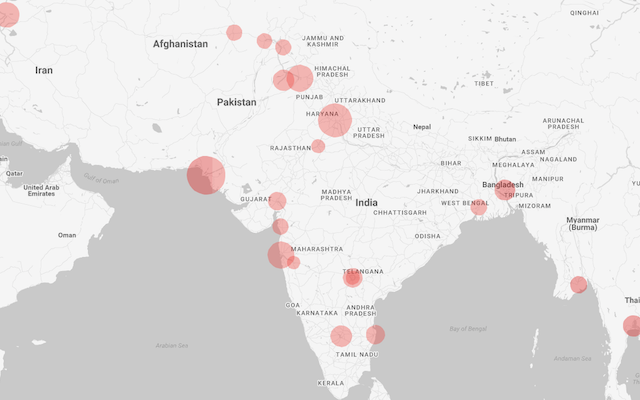 QINGHAI
Afghanistan
JAMMU AND
KASHMIR
Iran
HIMACHAL
PRADESH
TIBET
PUNJAB
UTTARAKHAND
Pakistan
HARYANA
ARUNACHAL
PRADESH
UTTAR
PRADESH
Nepal
SIKKIM
Bhutan
RAJASTHAN
ASSAM
NAGALAND
BIHAR
MEGHALAYA
Qatar
Gulf of Oman
MANIPUR
United Arab
Emirates
Bangladesh
JHARKHAND
TRIPURA
GUJARAT
MADHYA
PRADESH
India
WEST BENGAL
MIZORAM
CHHATTISGARH
Myanmar
(Burma)
Oman
ODISHA
MAHARASHTRA
TELANGANA
GOA
KARNATAKA
ANDHRA
PRADESH
Bay of Bengal
Arabian Sea
TAMIL NADU
Andaman Sea
KERALA